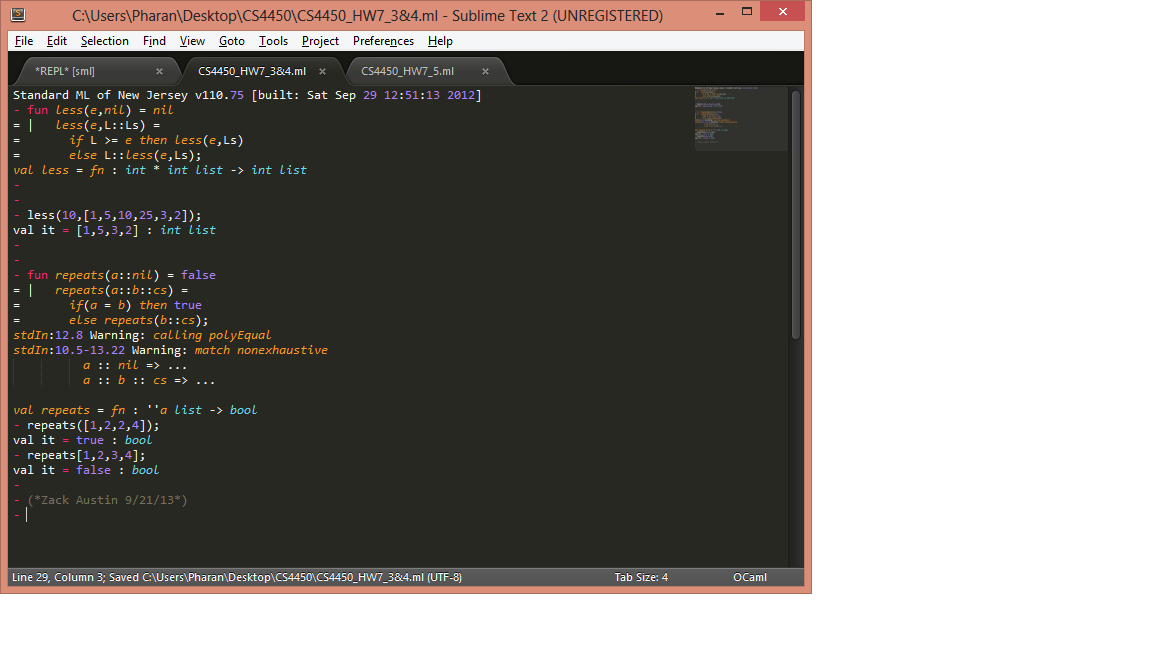 C:\Users\Pharan\Desktop\CS4450\CS4450_HW7_3&4.ml - Sublime Text 2 (UNREGISTERED)
File Edit Selection Find View Goto Tools Project Preferences Help
*REPL* [sml] × CS4450_HW7_3&4.ml × CS4450_HW7_5.ml ×
Standard ML of New Jersey v110.75 [built: Sat Sep 29 12:51:13 2012]
- fun less(e,nil) = nil
= |   less(e,L::Ls) =
=       if L >= e then less(e,Ls)
=       else L::less(e,Ls);
val less = fn : int * int list -> int list
-
-
- less(10,[1,5,10,25,3,2]);
val it = [1,5,3,2] : int list
-
-
- fun repeats(a::nil) = false
= |   repeats(a::b::cs) =
=       if(a = b) then true
=       else repeats(b::cs);
stdIn:12.8 Warning: calling polyEqual
stdIn:10.5-13.22 Warning: match nonexhaustive
          a :: nil => ...
          a :: b :: cs => ...
val repeats = fn : ''a list -> bool
- repeats([1,2,2,4]);
val it = true : bool
- repeats[1,2,3,4];
val it = false : bool
-
- (*Zack Austin 9/21/13*)
-
Line 29, Column 3; Saved C:\Users\Pharan\Desktop\CS4450\CS4450_HW7_3&4.ml (UTF-8) Tab Size: 4 OCaml